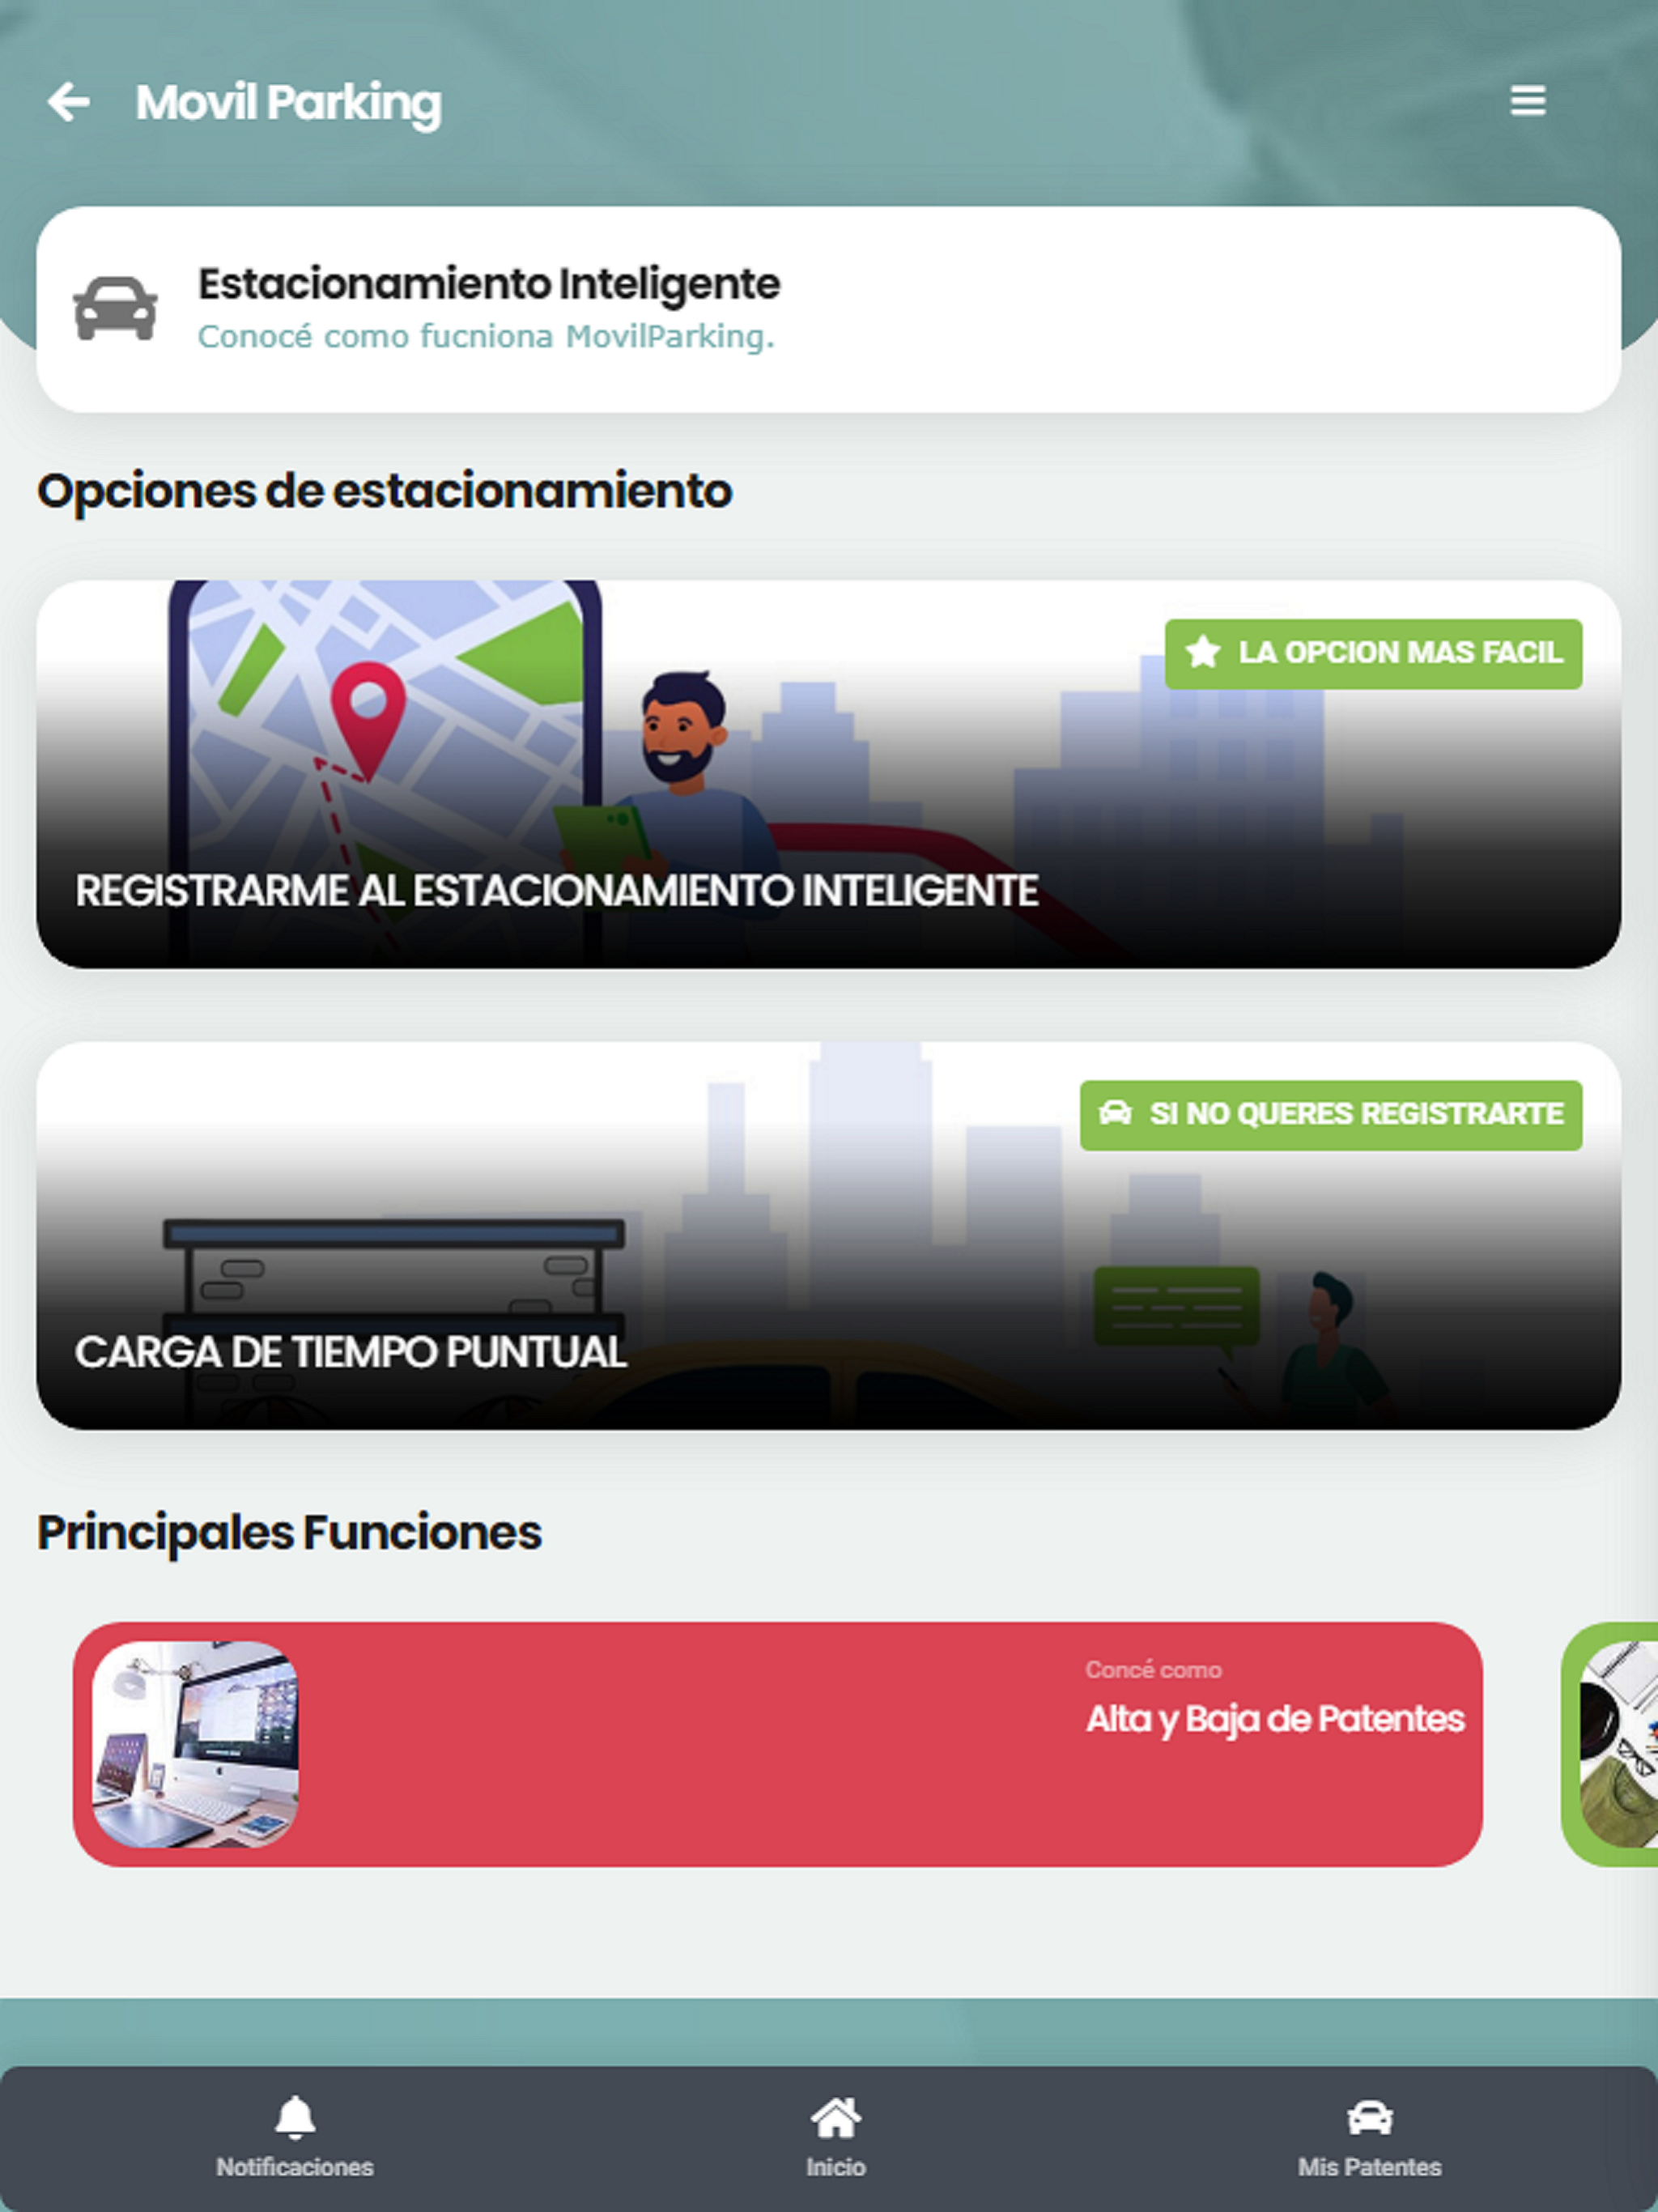 Movil Parking
Estacionamiento Inteligente
Conocé como fucniona MovilParking.
Opciones de estacionamiento
LA OPCION MAS FACIL
REGISTRARME AL ESTACIONAMIENTO INTELIGENTE
SI NO QUERES REGISTRARTE
CARGA DE TIEMPO PUNTUAL
Principales Funciones
Concé como
Alta y Baja de Patentes
Notificaciones
Inicio
Mis Patentes